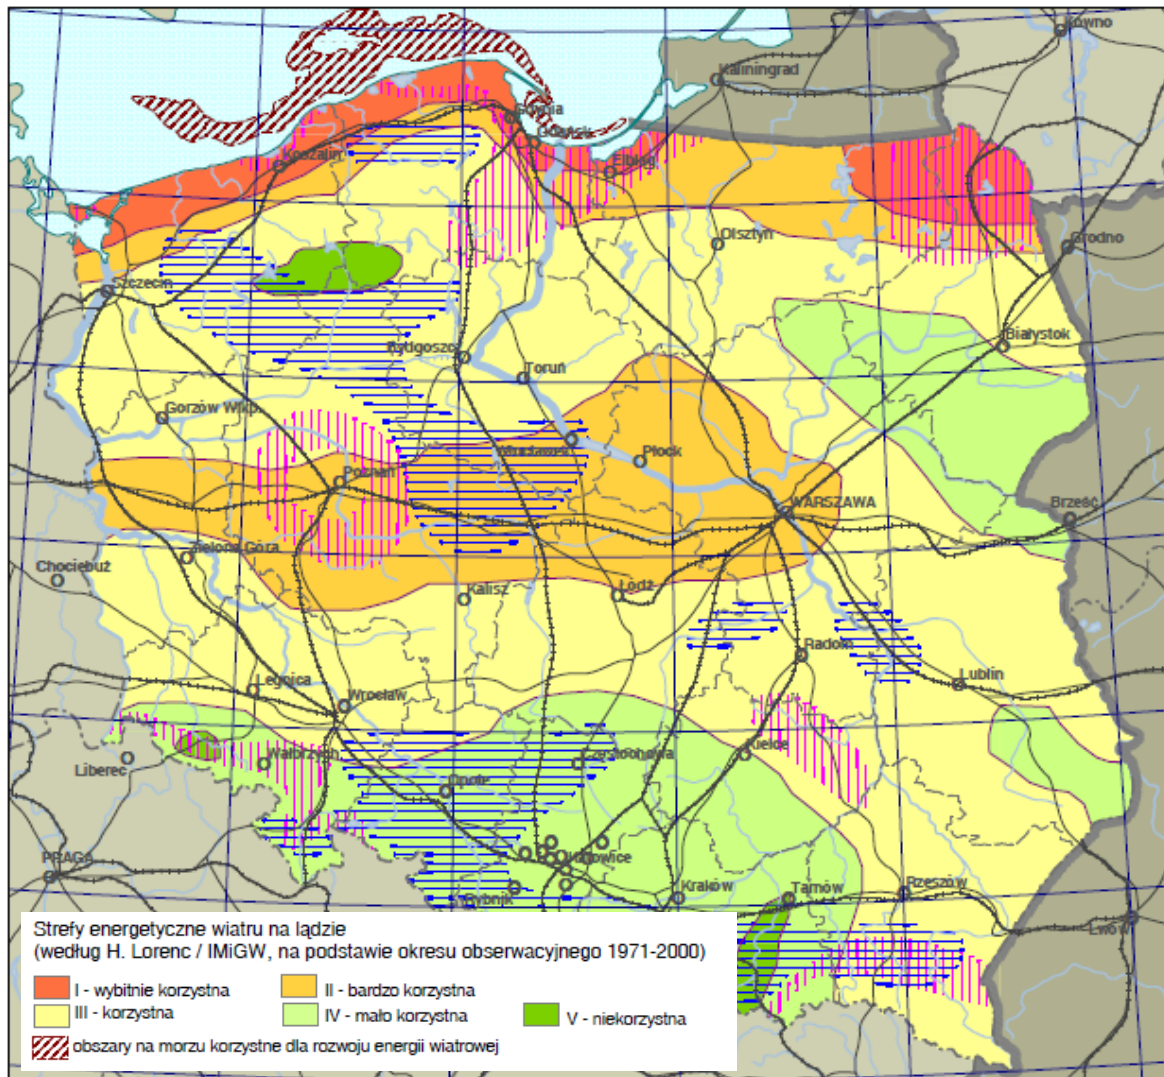 Kowno
Kaliningrad
Gdynia
Gdańsk
Koszalin
Elbląg
Olsztyn
Grodno
Szczecin
Białystok
Bydgoszc
Toruń
Gorzów Wlkp.
Włocławek
Płock
Poznań
WARSZAWA
Brześć
Zielona Góra
Chociebuż
Kalisz
Łódź
Radom
Lublin
Legnica
Wrocław
Kielce
Liberec
Wałbrzych
Częstochowa
Opole
PRAGA
Katowice
Kraków
Tarnów
Rzeszów
Rybnik
Lwów
Strefy energetyczne wiatru na lądzie
(według H. Lorenc / IMiGW, na podstawie okresu obserwacyjnego 1971-2000)
I - wybitnie korzystna
II - bardzo korzystna
III - korzystna
IV - mało korzystna
V - niekorzystna
obszary na morzu korzystne dla rozwoju energii wiatrowej